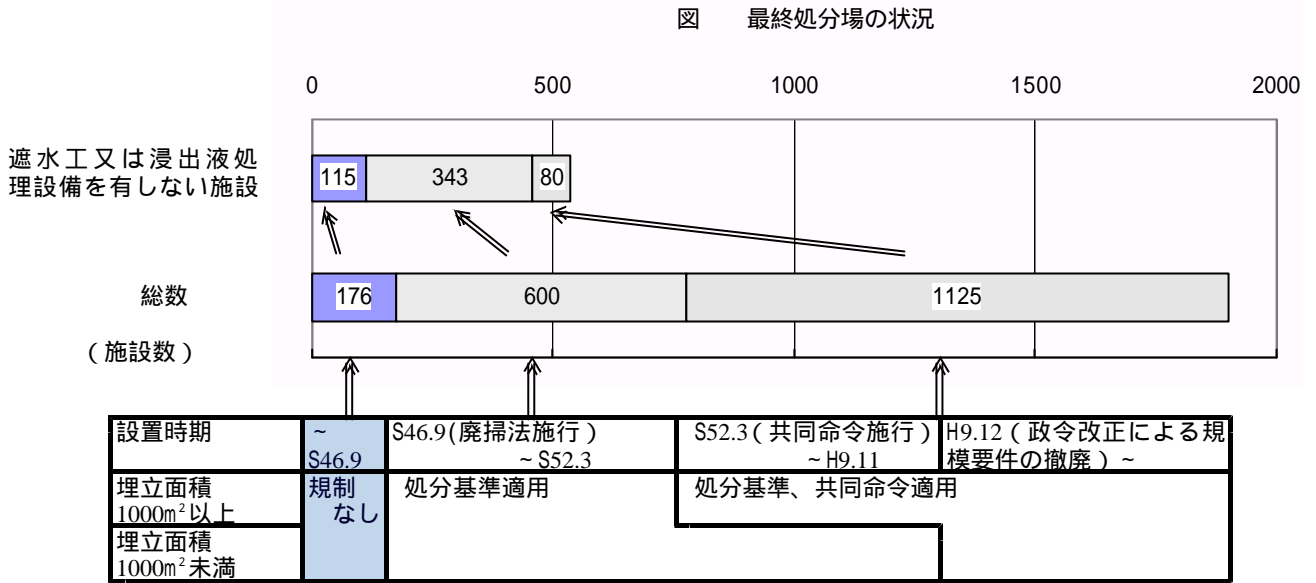 図　　最終処分場の状況
0 500 1000 1500 2000
遮水工又は浸出液処
理設備を有しない施設
115 343 80
総数
176 600 1125
(施設数)
設置時期
~
S46.9
S46.9(廃掃法施行)
~S52.3
S52.3(共同命令施行)
~H9.11
H9.12(政令改正による規
模要件の撤廃)~
埋立面積
1000㎡以上
規制
なし
処分基準適用
処分基準、共同命令適用
埋立面積
1000㎡未満